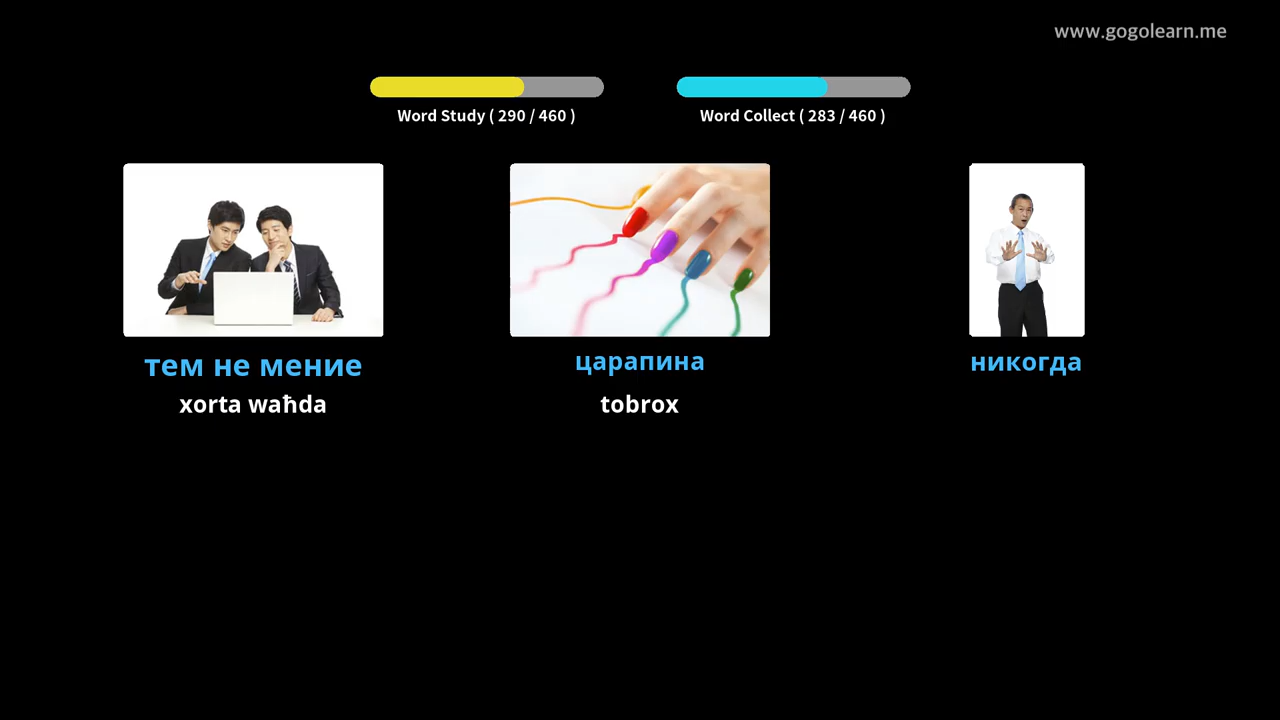 www.gogolearn.me
Word Study ( 290 / 460 )
Word Collect ( 283 / 460 )
тем не мение
царапина
никогда
xorta waħda
tobrox